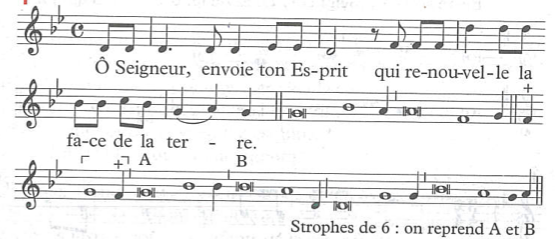 Ô Seigneur, envoie ton Es-prit qui re-nou-vel-le la
fa-ce de la ter - re.
A B
Strophes de 6 : on reprend A et B